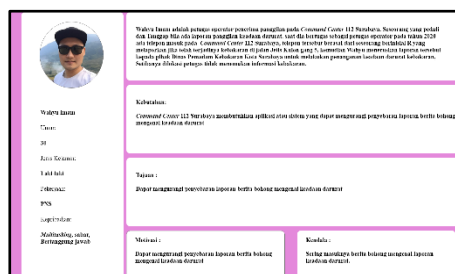 Wahyu Imam adalah petugas operator penerima panggilan pada Command Center 112 Surabaya. Seseorang yang peduli
dan tanggap bila ada laporan panggilan keadaan darurat. saat dia bertugas sebagai petugas operator pada tahun 2020
ada telepon masuk pada Command Center 112 Surabaya, telepon tersebut berasal dari seseorang berinisial R yang
melaporkan jika telah terjadinya kebakaran di jalan Jetis Kulon gang 5. kemudian Wahyu meneruskan laporan tersebut
kepada pihak Dinas Pemadam Kebakaran Kota Surabaya untuk melakukan penanganan keadaan darurat kebakaran.
Setibanya dilokasi petugas tidak menemukan informasi kebakaran.
Wahyu Imam
Umur:
30
Jenis Kelamin:
Laki-laki
Pekerjaan:
PNS
Kepribadian:
Multitasking, sabar,
Bertanggung jawab
Kebutuhan:
Command Center 112 Surabaya membutuhkan aplikasi atau sistem yang dapat mengurangi penyebaran laporan berita bohong
mengenai keadaan darurat
Tujuan :
Dapat mengurangi penyebaran laporan berita bohong mengenai keadaan darurat
Motivasi :
Dapat mengurangi penyebaran laporan berita bohong
mengenai keadaan darurat
Kendala :
Sering masuknya berita bohong mengenai laporan
keadaan darurat.